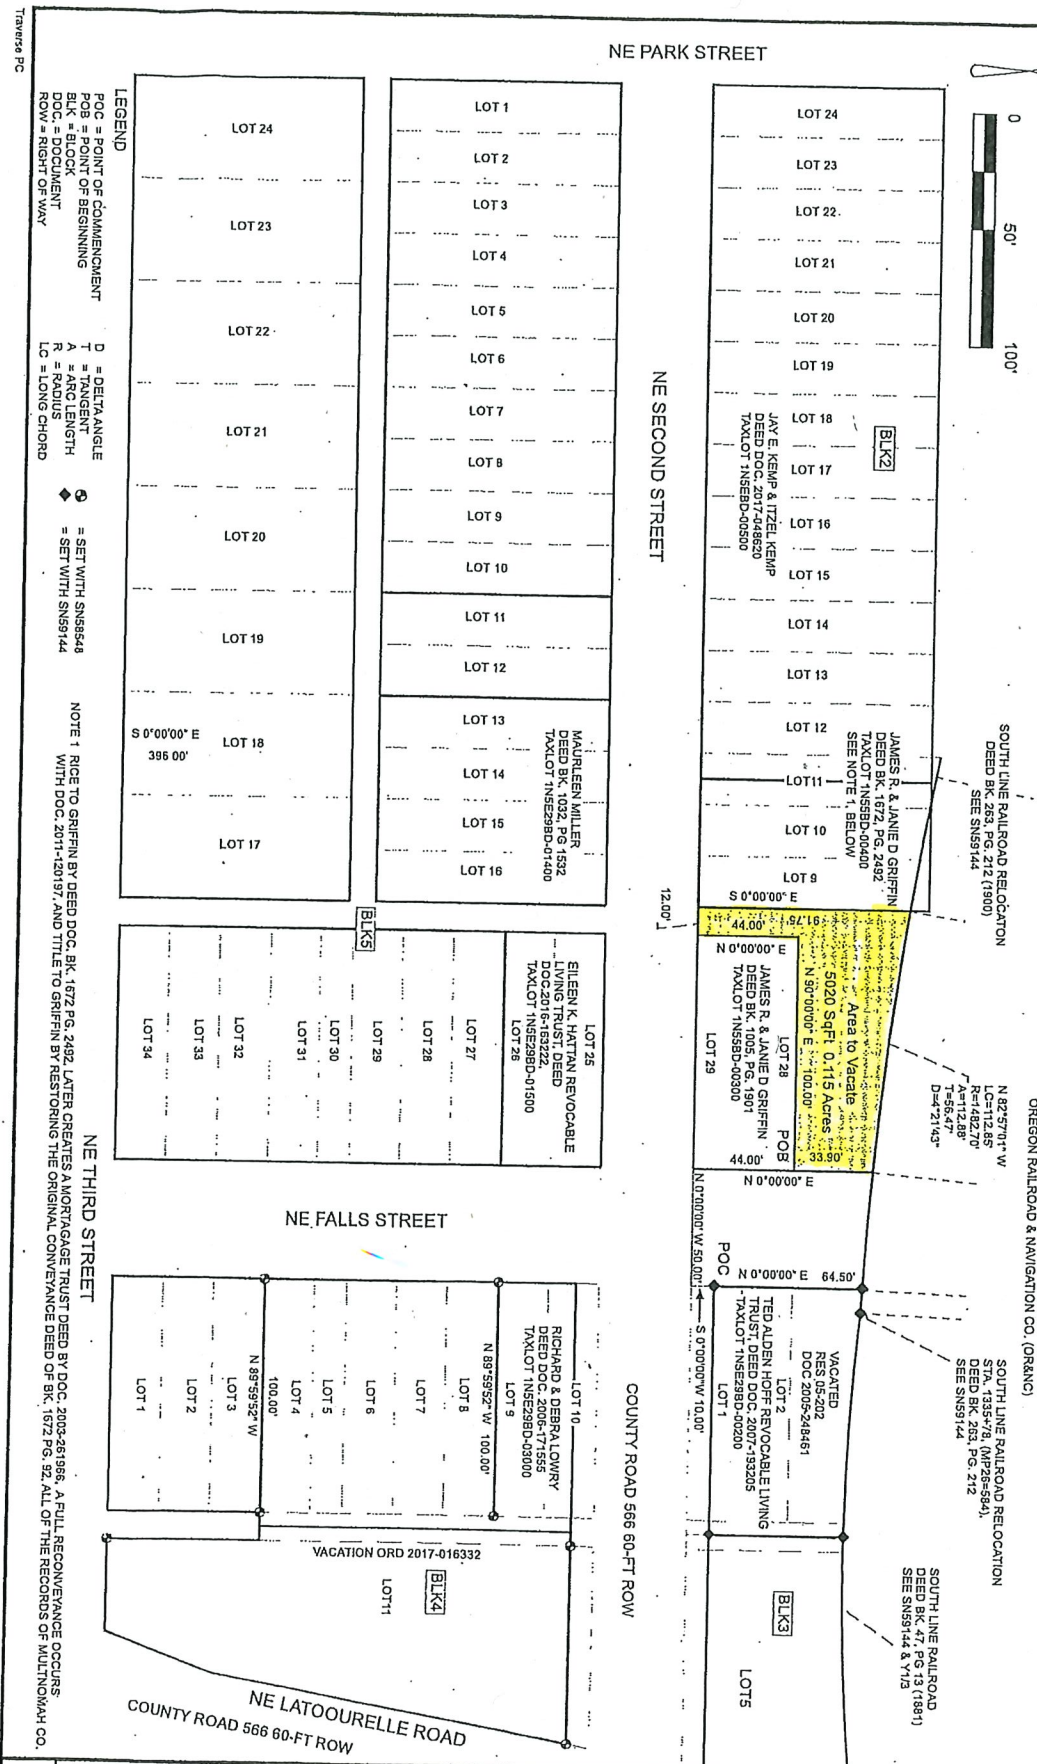 Traverse PC
NE PARK STREET
0
50'
100'
LOT 24
LOT 23
LOT 22
LOT 21
LOT 20
LOT 19
LOT 18
LOT 17
LOT 16
LOT 15
LOT 14
LOT 13
LOT 12
LOT11
LOT 10
LOT 9
BLK2
JAY E. KEMP & ITZEL KEMP
DEED DOC. 2017-048620
TAXLOT 1N5EBD-00500
JAMES R. & JANIE D GRIFFIN
DEED BK. 1672, PG. 2492
TAXLOT 1N55BD-00400
SEE NOTE 1, BELOW
SOUTH LINE RAILROAD RELOCATON
DEED BK. 263, PG. 212 (1900)
SEE SN59144
OREGON RAILROAD & NAVIGATION CO. (OR&NC)
N 82°57'01" W
LC=112.85'
R=1482.70'
A=112.88'
T=56.47'
D=4°21'43"
S 0°00'00" E
91.75'
44.00'
N 0°00'00" E
12.00'
Area to Vacate
5020 SqFt 0.115 Acres
N 90°00'00" E 100.00'
33.90'
LOT 28
POB
JAMES R. & JANIE D GRIFFIN
DEED BK. 1005, PG. 1901
TAXLOT 1N55BD-00300
44.00'
LOT 29
N 0°00'00" E
N 0°00'00" W 50.00'
POC
N 0°00'00" E 64.50'
S 0°00'00"W 10.00'
SOUTH LINE RAILROAD RELOCATION
STA. 1335+78, (MP26=584),
DEED BK. 263, PG. 212
SEE SN59144
VACATED
RES.05-202
DOC 2005-248461
LOT 2
TED ALDEN HOFF REVOCABLE LIVING
TRUST, DEED DOC. 2007-193205
TAXLOT 1N5E29BD-00200
LOT 1
SOUTH LINE RAILROAD
DEED BK. 47, PG 13 (1881)
SEE SN59144 & Y1/3
BLK3
LOT5
NE SECOND STREET
COUNTY ROAD 566 60-FT ROW
LOT 1
LOT 2
LOT 3
LOT 4
LOT 5
LOT 6
LOT 7
LOT 8
LOT 9
LOT 10
LOT 11
LOT 12
LOT 13
LOT 14
LOT 15
LOT 16
MAURLEEN MILLER
DEED BK. 1032, PG 1532
TAXLOT 1N5E29BD-01400
BLK5
LOT 25
EILEEN K. HATTAN REVOCABLE
LIVING TRUST, DEED
DOC.2016-163222,
TAXLOT 1N5E29BD-01500
LOT 26
LOT 27
LOT 28
LOT 29
LOT 30
LOT 31
LOT 32
LOT 33
LOT 34
NE FALLS STREET
LOT 10
RICHARD & DEBRA LOWRY
DEED DOC. 2006-171555
TAXLOT 1N5E29BD-03000
LOT 9
N 89°59'52" W 100.00'
LOT 8
LOT 7
LOT 6
LOT 5
LOT 4
100.00'
N 89°59'52" W
LOT 3
LOT 2
LOT 1
VACATION ORD 2017-016332
BLK4
LOT11
NE LATOOURELLE ROAD
COUNTY ROAD 566 60-FT ROW
LOT 24
LOT 23
LOT 22
LOT 21
LOT 20
LOT 19
LOT 18
LOT 17
S 0°00'00" E
396 00'
NE THIRD STREET
LEGEND
POC = POINT OF COMMENCMENT
POB = POINT OF BEGINNING
BLK = BLOCK
DOC. = DOCUMENT
ROW = RIGHT OF WAY
D = DELTA ANGLE
T = TANGENT
A = ARC LENGTH
R = RADIUS
LC = LONG CHORD
= SET WITH SN58548
= SET WITH SN59144
NOTE 1 RICE TO GRIFFIN BY DEED DOC. BK. 1672 PG. 2492, LATER CREATES A MORTAGAGE TRUST DEED BY DOC. 2003-261966, A FULL RECONVEYANCE OCCURS
WITH DOC. 2011-120197, AND TITLE TO GRIFFIN BY RESTORING THE ORIGINAL CONVEYANCE DEED OF BK. 1672 PG. 92, ALL OF THE RECORDS OF MULTNOMAH CO.